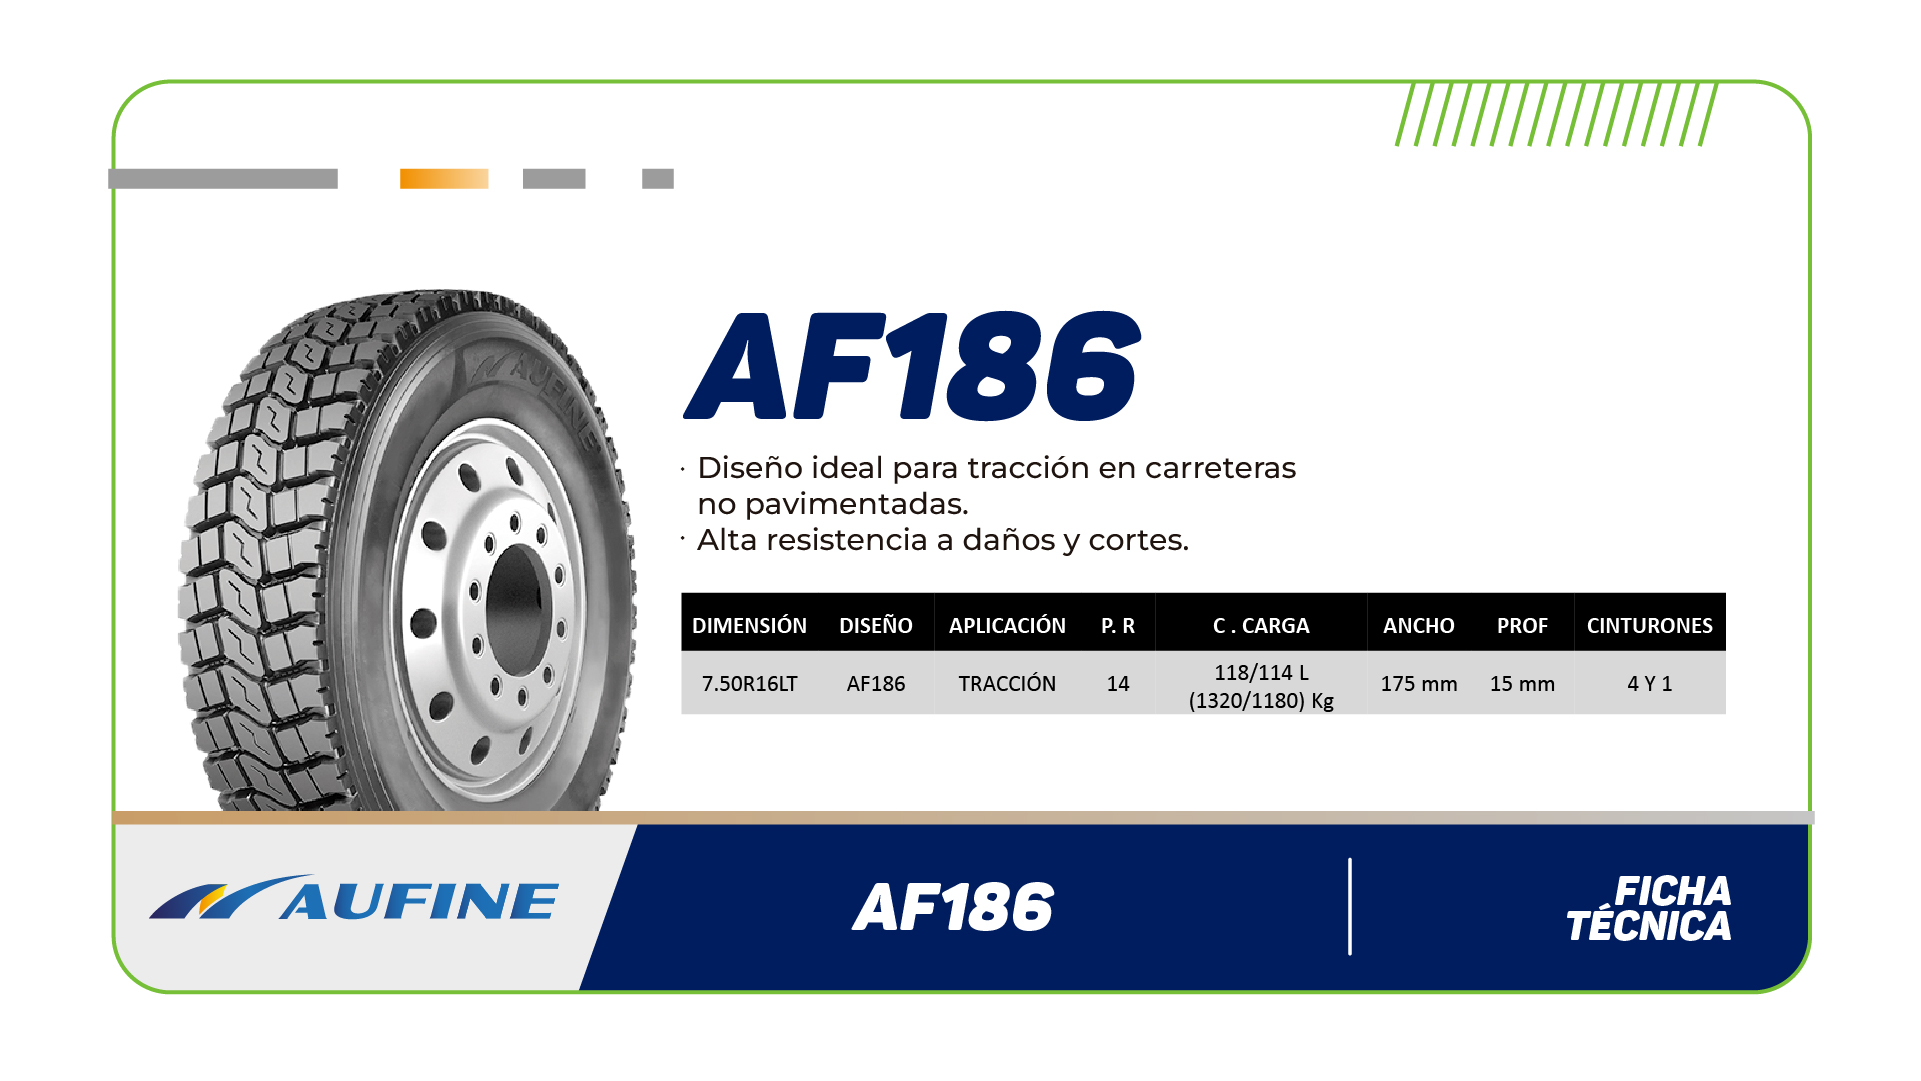 AUFINE
AF186
· Diseño ideal para tracción en carreteras
no pavimentadas.
· Alta resistencia a daños y cortes.
DIMENSIÓN DISEÑO APLICACIÓN P. R C . CARGA ANCHO PROF CINTURONES
7.50R16LT AF186 TRACCIÓN 14 118/114 L (1320/1180) Kg 175 mm 15 mm 4 Y 1
AUFINE
AF186
FICHA
TÉCNICA